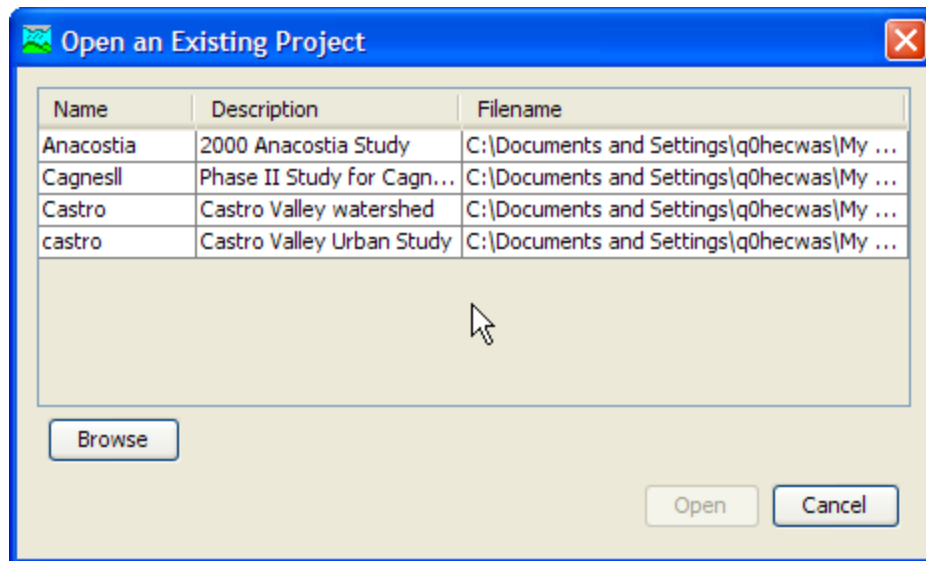 Open an Existing Project
Name Description Filename
Anacostia 2000 Anacostia Study C:\Documents and Settings\q0hecwas\My ...
Cagnesll Phase II Study for Cagn... C:\Documents and Settings\q0hecwas\My ...
Castro Castro Valley watershed C:\Documents and Settings\q0hecwas\My ...
castro Castro Valley Urban Study C:\Documents and Settings\q0hecwas\My ...
Browse
Open Cancel